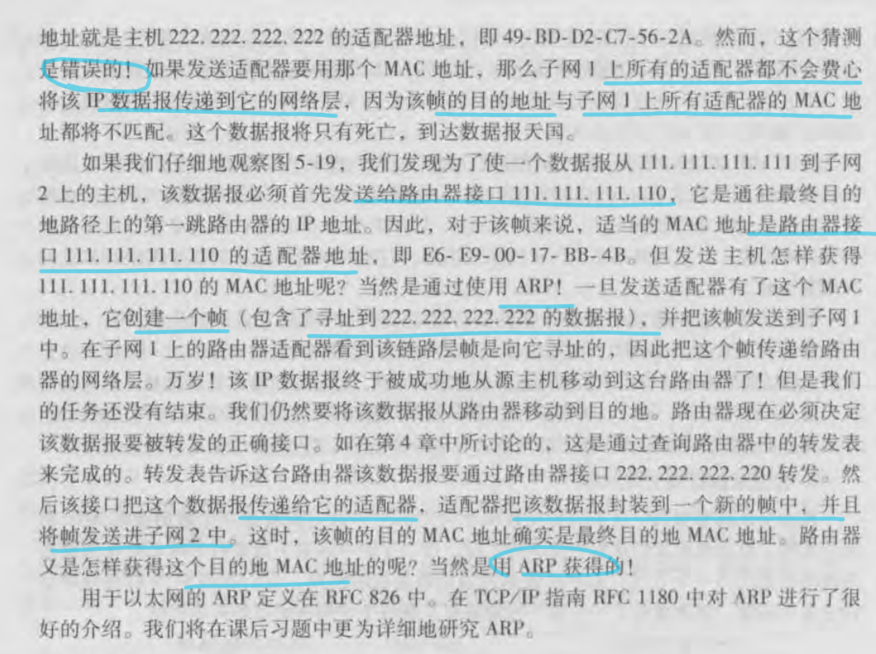 地址就是主机 222.222.222.222 的适配器地址，即 49-BD-D2-C7-56-2A。然而，这个猜测
是错误的！如果发送适配器要用那个 MAC 地址，那么子网 1 上所有的适配器都不会费心
将该 IP 数据报传递到它的网络层，因为该帧的目的地址与子网 1 上所有适配器的 MAC 地
址都将不匹配。这个数据报将只有死亡，到达数据报天国。
如果我们仔细地观察图 5-19，我们发现为了使一个数据报从 111.111.111.111 到子网
2 上的主机，该数据报必须首先发送给路由器接口 111.111.111.110，它是通往最终目的
地路径上的第一跳路由器的 IP 地址。因此，对于该帧来说，适当的 MAC 地址是路由器接
口 111.111.111.110 的适配器地址，即 E6-E9-00-17-BB-4B。但发送主机怎样获得
111.111.111.110 的 MAC 地址呢？当然是通过使用 ARP！一旦发送适配器有了这个 MAC
地址，它创建一个帧（包含了寻址到 222.222.222.222 的数据报），并把该帧发送到子网 1
中。在子网 1 上的路由器适配器看到该链路层帧是向它寻址的，因此把这个帧传递给路由
器的网络层。万岁！该 IP 数据报终于被成功地从源主机移动到这台路由器了！但是我们
的任务还没有结束。我们仍然要将该数据报从路由器移动到目的地。路由器现在必须决定
该数据报要被转发的正确接口。如在第 4 章中所讨论的，这是通过查询路由器中的转发表
来完成的。转发表告诉这台路由器该数据报要通过路由器接口 222.222.222.220 转发。然
后该接口把这个数据报传递给它的适配器，适配器把该数据报封装到一个新的帧中，并且
将帧发送进子网 2 中。这时，该帧的目的 MAC 地址确实是最终目的地 MAC 地址。路由器
又是怎样获得这个目的地 MAC 地址的呢？当然是用 ARP 获得的！
用于以太网的 ARP 定义在 RFC 826 中。在 TCP/IP 指南 RFC 1180 中对 ARP 进行了很
好的介绍。我们将在课后习题中更为详细地研究 ARP。